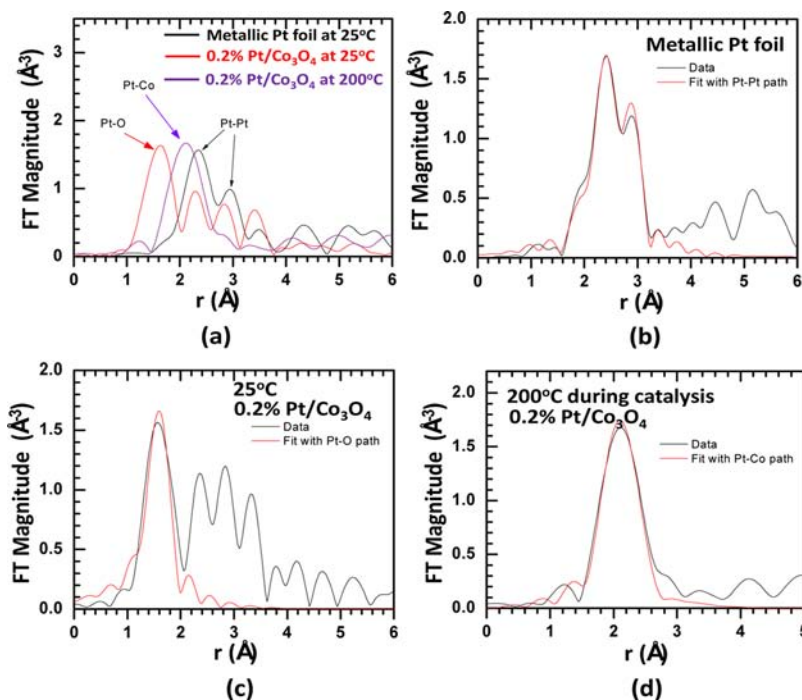 Metallic Pt foil at 25°C
0.2% Pt/Co3O4 at 25°C
0.2% Pt/Co3O4 at 200°C
Pt-Co
Pt-O
Pt-Pt
FT Magnitude (Å-3)
3
2
1
0
0 1 2 3 4 5 6
r (Å)
(a)
Metallic Pt foil
Data
Fit with Pt-Pt path
FT Magnitude (Å-3)
2.0
1.5
1.0
0.5
0.0
0 1 2 3 4 5 6
r (Å)
(b)
25°C
0.2% Pt/Co3O4
Data
Fit with Pt-O path
FT Magnitude (Å-3)
2.0
1.5
1.0
0.5
0.0
0 1 2 3 4 5 6
r (Å)
(c)
200°C during catalysis
0.2% Pt/Co3O4
Data
Fit with Pt-Co path
FT Magnitude (Å-3)
2.0
1.5
1.0
0.5
0.0
0 1 2 3 4 5
r (Å)
(d)